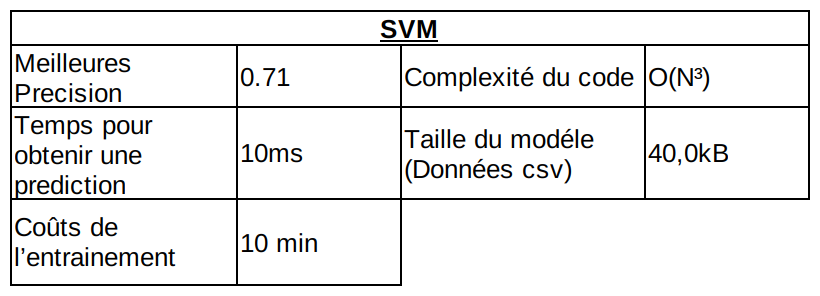 SVM
Meilleures
Precision
0.71
Complexité du code
O(N³)
Temps pour
obtenir une
prediction
10ms
Taille du modéle
(Données csv)
40,0kB
Coûts de
l’entrainement
10 min